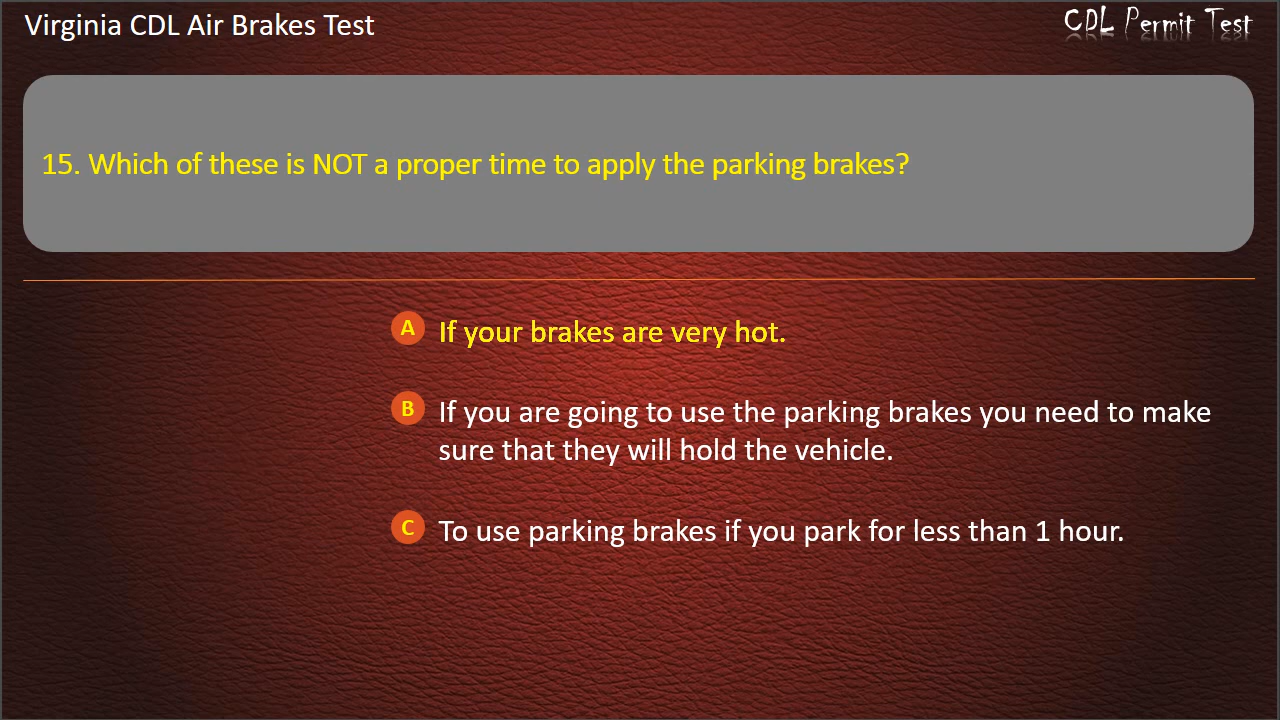 Virginia CDL Air Brakes Test
CDL Permit Test
15. Which of these is NOT a proper time to apply the parking brakes?
A If your brakes are very hot.
B If you are going to use the parking brakes you need to make
sure that they will hold the vehicle.
C To use parking brakes if you park for less than 1 hour.